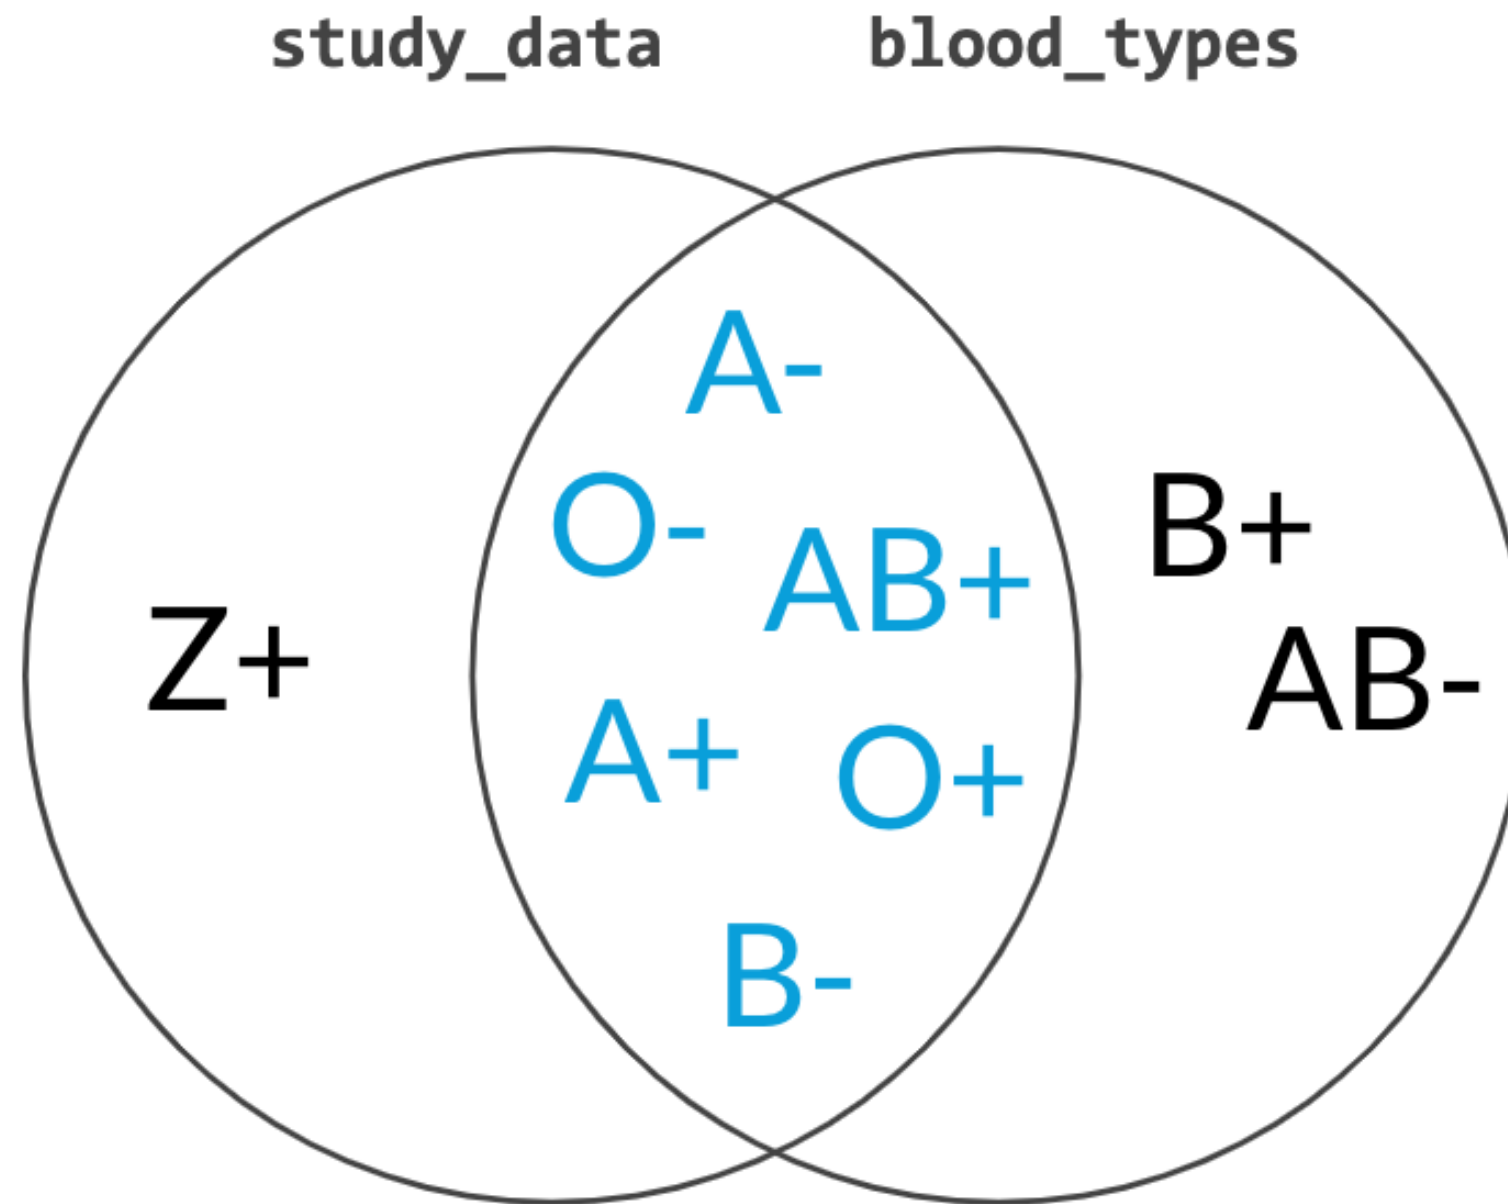 study_data blood_types
A-
O-
B+
AB+
Z+
AB-
A+
O+
B-